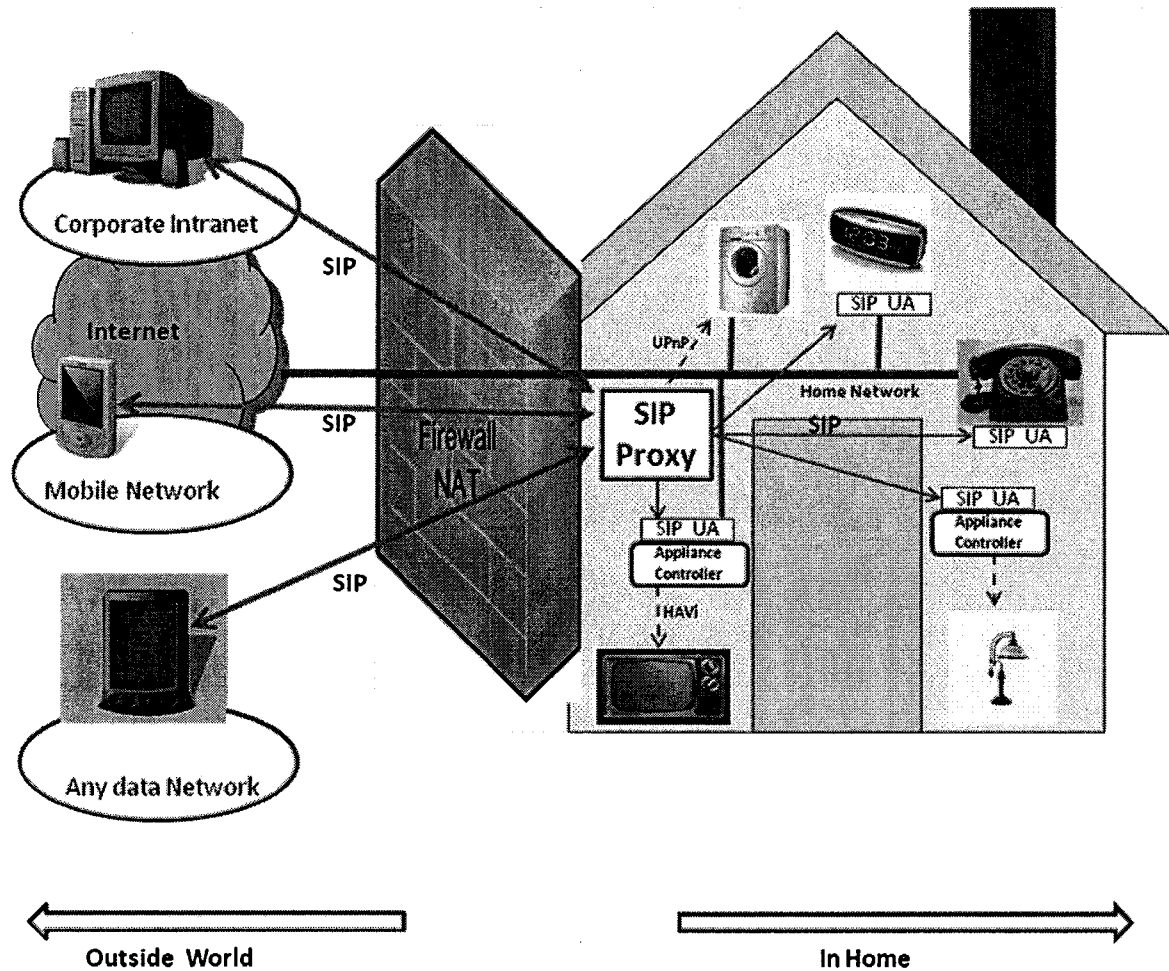 Corporate Intranet
SIP
Internet
SIP
Mobile Network
SIP
Any data Network
Firewall
NAT
SIP
Proxy
UPnP
SIP UA
Home Network
SIP
SIP UA
SIP UA
Appliance
Controller
SIP UA
Appliance
Controller
HAVi
Outside World
In Home